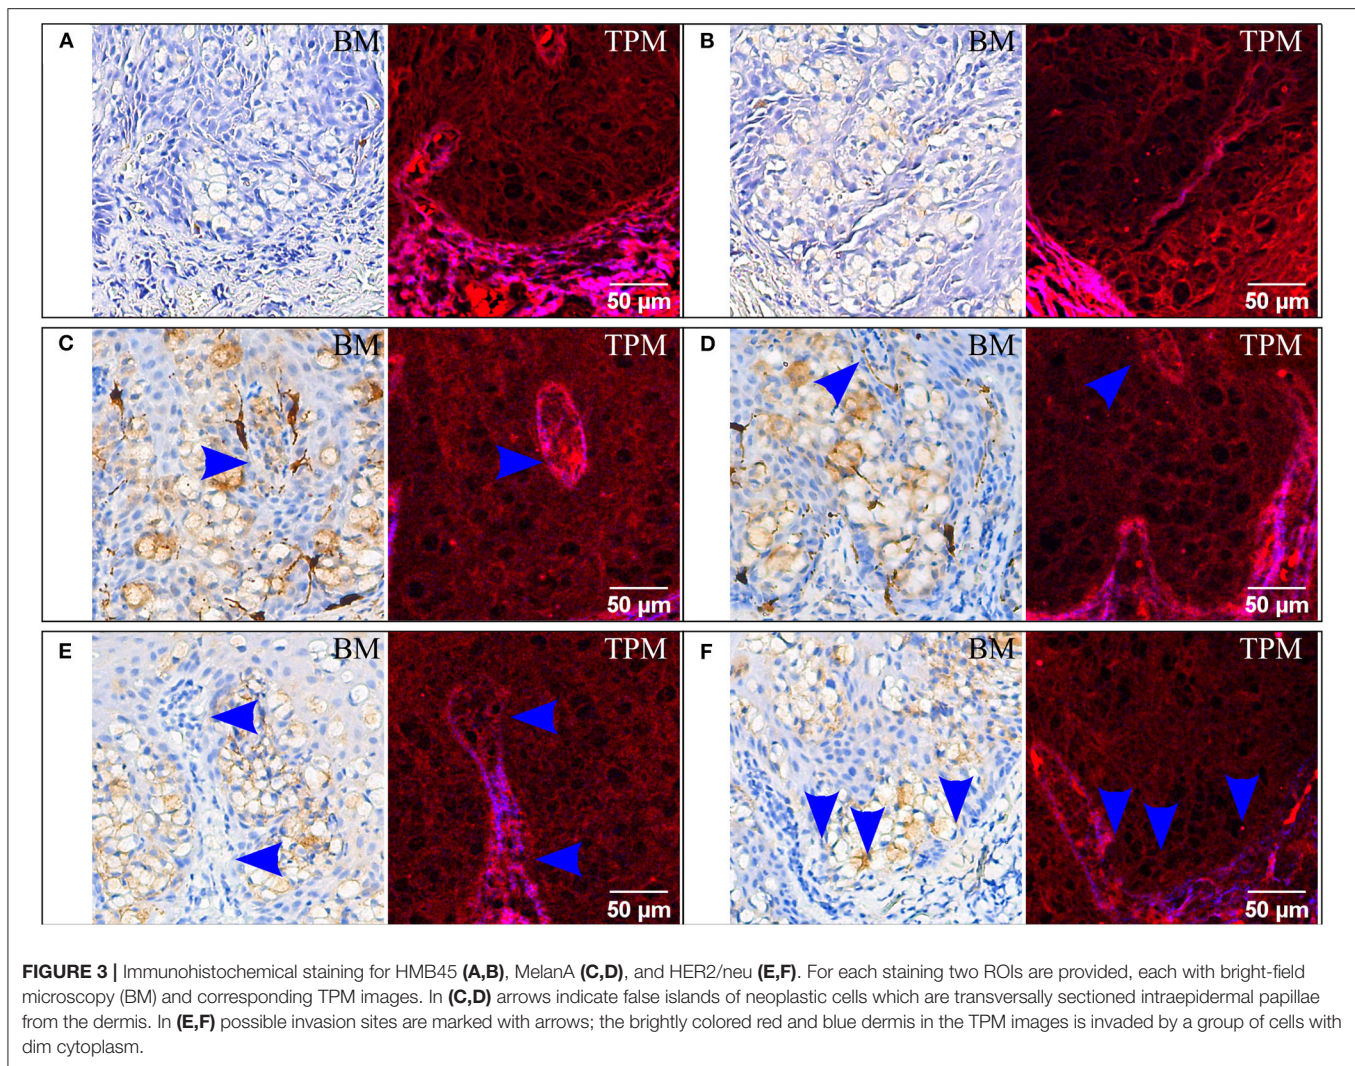 A BM TPM B BM TPM
50 µm 50 µm
C BM TPM D BM TPM
50 µm 50 µm
E BM TPM F BM TPM
50 µm 50 µm
FIGURE 3 | Immunohistochemical staining for HMB45 (A,B), MelanA (C,D), and HER2/neu (E,F). For each staining two ROIs are provided, each with bright-field
microscopy (BM) and corresponding TPM images. In (C,D) arrows indicate false islands of neoplastic cells which are transversally sectioned intraepidermal papillae
from the dermis. In (E,F) possible invasion sites are marked with arrows; the brightly colored red and blue dermis in the TPM images is invaded by a group of cells with
dim cytoplasm.